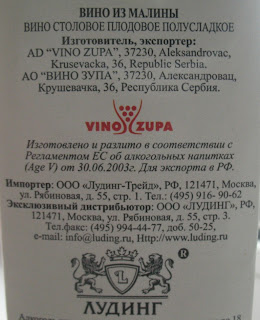 ВИНО ИЗ МАЛИНЫ
ВИНО СТОЛОВОЕ ПЛОДОВОЕ ПОЛУСЛАДКОЕ
Изготовитель, экспортер:
AD “VINO ZUPA”, 37230, Aleksandrovac,
Krusevacka, 36, Republic Serbia.
АО “ВИНО ЗУПА”, 37230, Александровац,
Крушевачка, 36, Республика Сербия.
VINO ZUPA
Изготовлено и разлито в соответствии с
Регламентом ЕС об алкогольных напитках
(Age V) от 30.06.2003г. Для экспорта в РФ.
Импортер: ООО «Лудинг-Трейд», РФ, 121471, Москва,
ул. Рябиновая, д. 55, стр. 1. Тел.: (495) 916- 90-62
Эксклюзивный дистрибьютор: ООО «ЛУДИНГ», РФ,
121471, Москва, ул. Рябиновая, д. 55, стр. 3.
Тел.факс: (495) 994-44-77, доб. 50-25,
e-mail: info@luding.ru, Http://www.luding.ru
L
®
ЛУДИНГ
18